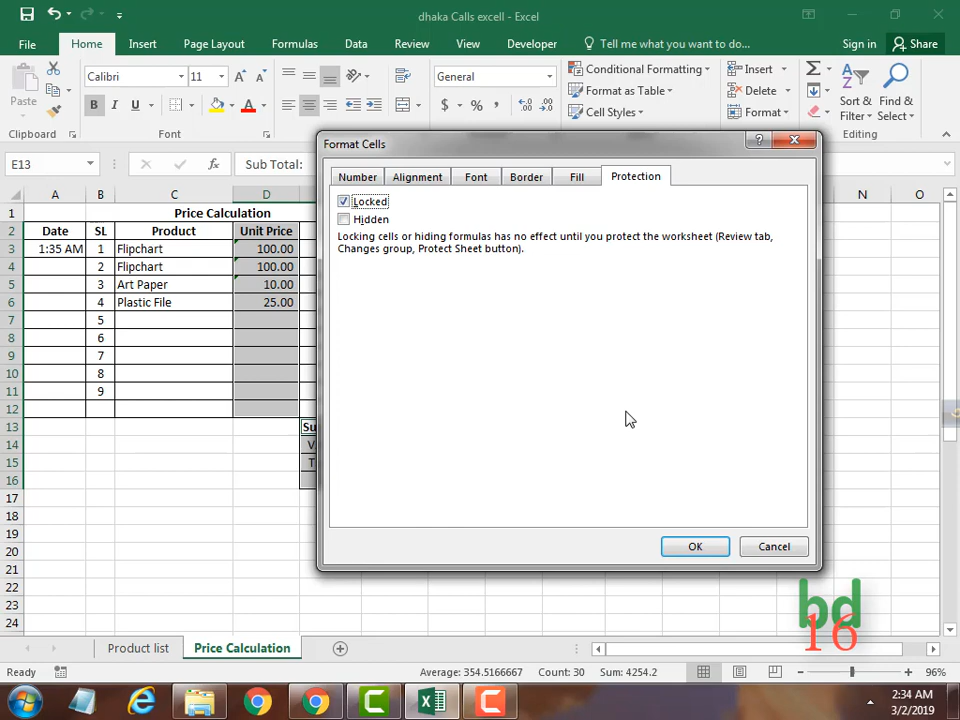 dhaka Calls excell - Excel
File Home Insert Page Layout Formulas Data Review View Developer Tell me what you want to do... Sign in Share
Paste Calibri 11 General Conditional Formatting Insert Σ
B I U $ % , Format as Table Delete Sort & Find &
Cell Styles Format Filter Select
Clipboard Font Editing
E13 fx Sub Total:
Format Cells
Number Alignment Font Border Fill Protection
Locked
Hidden
Locking cells or hiding formulas has no effect until you protect the worksheet (Review tab,
Changes group, Protect Sheet button).
OK Cancel
A B C D N O
1 Price Calculation
2 Date SL Product Unit Price
3 1:35 AM 1 Flipchart 100.00
4 2 Flipchart 100.00
5 3 Art Paper 10.00
6 4 Plastic File 25.00
7 5
8 6
9 7
10 8
11 9
12
13 Su
14 V
15 T
16
17
18
19
20
21
22
23
24
bd
16
Product list Price Calculation
Ready Average: 354.5166667 Count: 30 Sum: 4254.2 96%
2:34 AM
3/2/2019